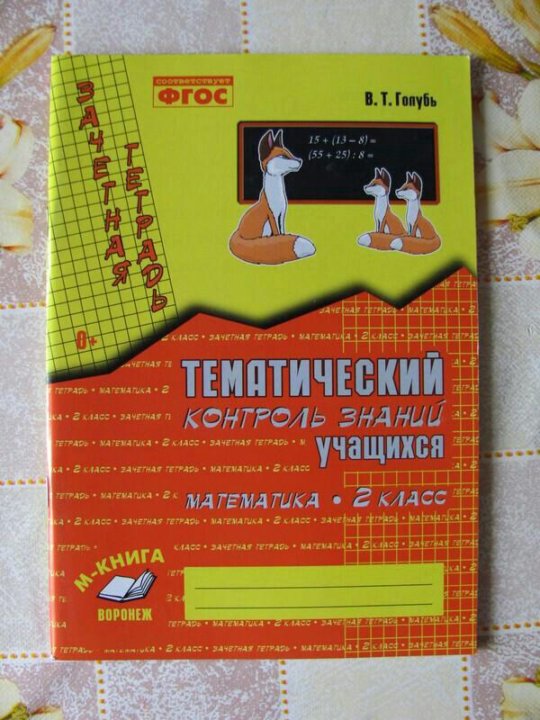 соответствует
ФГОС
В. Т. Голубь
ЗАЧЕТНАЯ
ТЕТРАДЬ
15 + (13 − 8) =
(55 + 25) : 8 =
0+
ТЕМАТИЧЕСКИЙ
КОНТРОЛЬ ЗНАНИЙ
УЧАЩИХСЯ
МАТЕМАТИКА • 2 КЛАСС
М-КНИГА
ВОРОНЕЖ